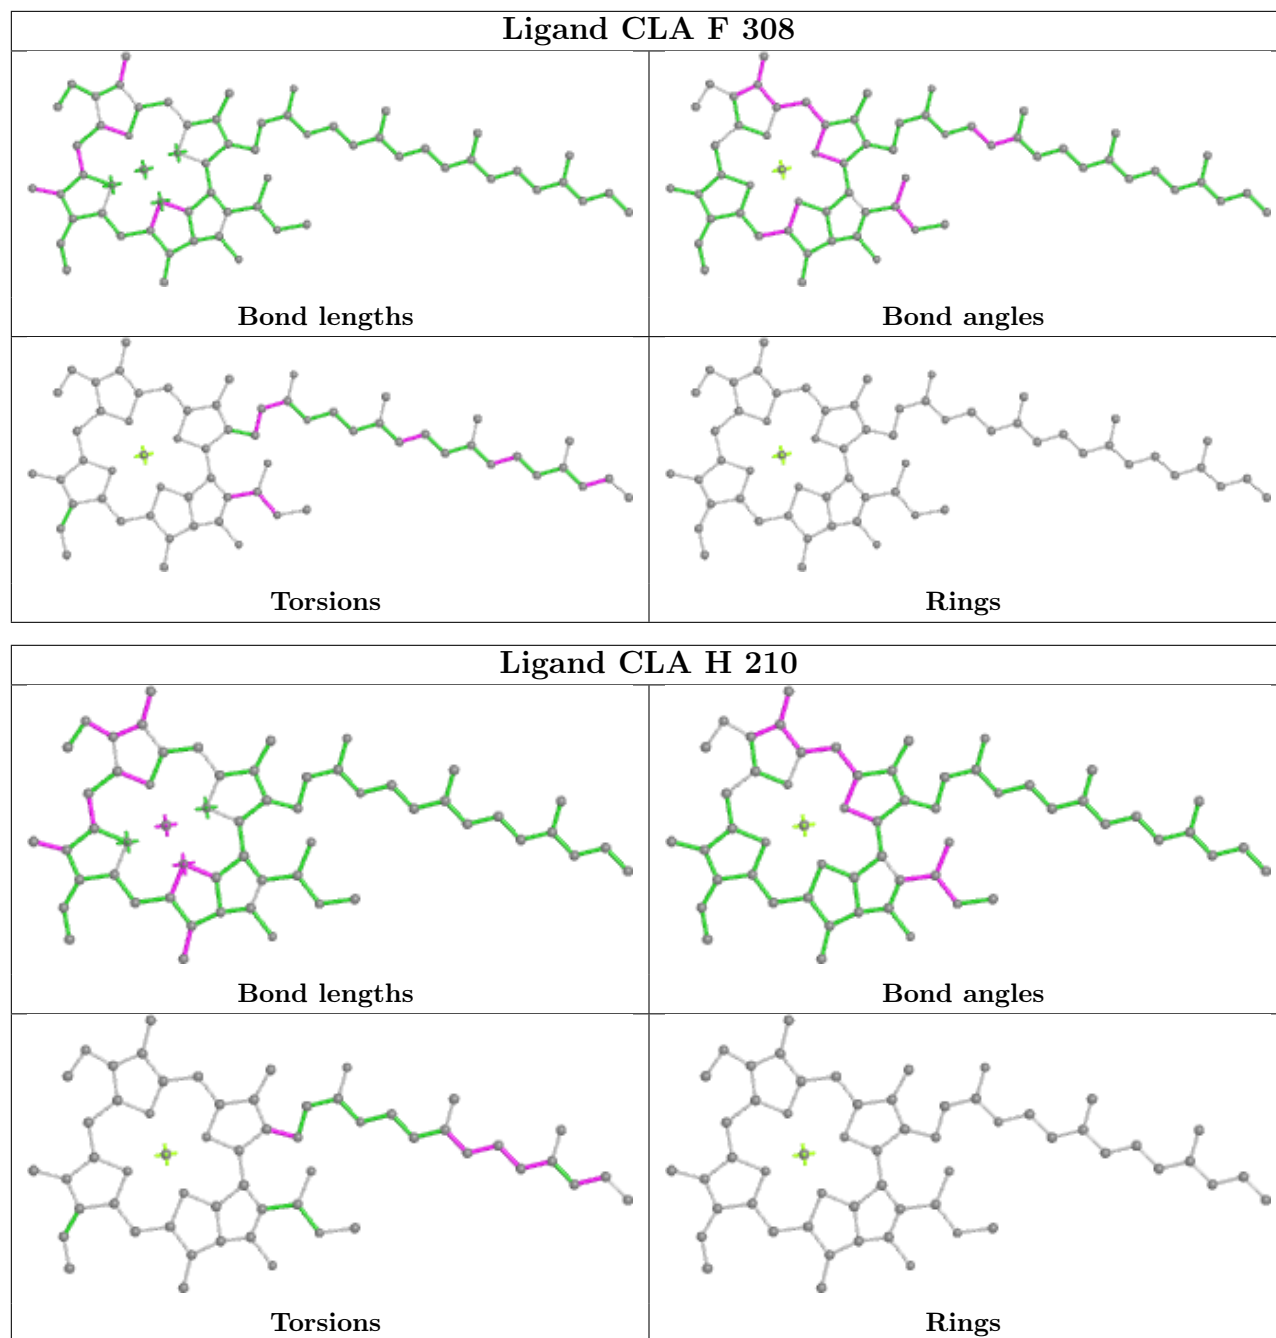 Ligand CLA F 308
Bond lengths
Bond angles
Torsions
Rings
Ligand CLA H 210
Bond lengths
Bond angles
Torsions
Rings